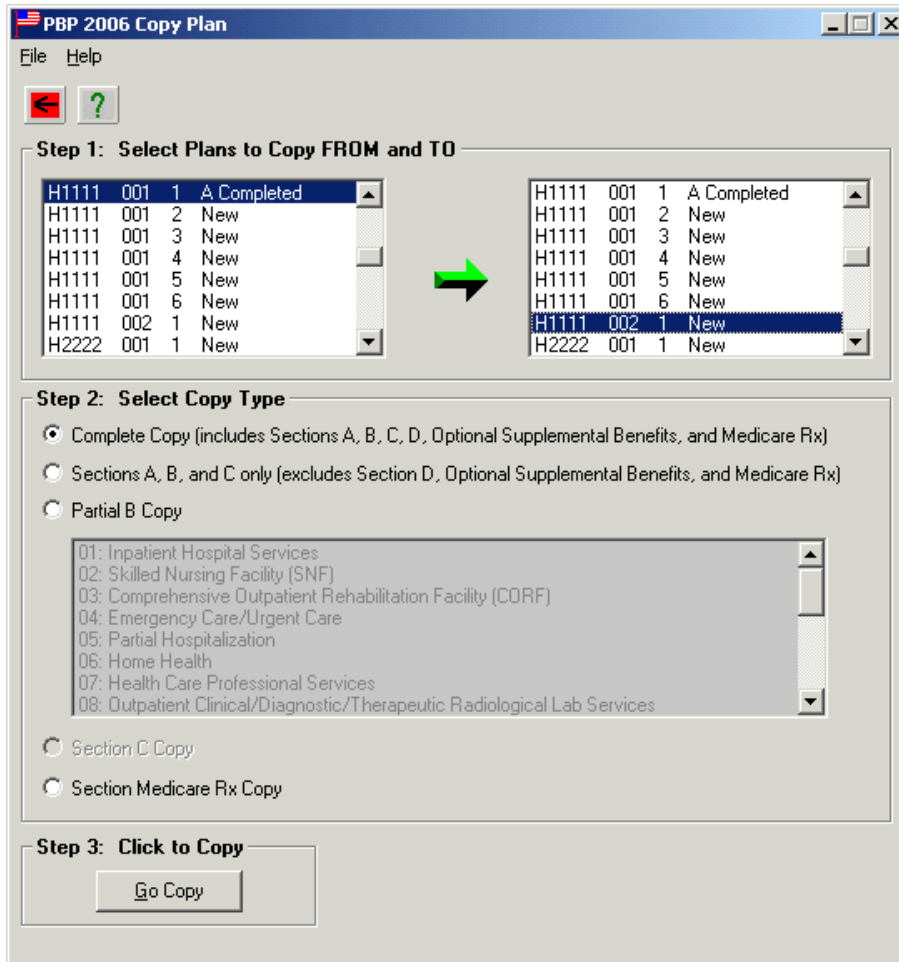 PBP 2006 Copy Plan
File Help
?
Step 1: Select Plans to Copy FROM and TO
H1111 001 1 A Completed
H1111 001 2 New
H1111 001 3 New
H1111 001 4 New
H1111 001 5 New
H1111 001 6 New
H1111 002 1 New
H2222 001 1 New
H1111 001 1 A Completed
H1111 001 2 New
H1111 001 3 New
H1111 001 4 New
H1111 001 5 New
H1111 001 6 New
H1111 002 1 New
H2222 001 1 New
Step 2: Select Copy Type
Complete Copy (includes Sections A, B, C, D, Optional Supplemental Benefits, and Medicare Rx)
Sections A, B, and C only (excludes Section D, Optional Supplemental Benefits, and Medicare Rx)
Partial B Copy
01: Inpatient Hospital Services
02: Skilled Nursing Facility (SNF)
03: Comprehensive Outpatient Rehabilitation Facility (CORF)
04: Emergency Care/Urgent Care
05: Partial Hospitalization
06: Home Health
07: Health Care Professional Services
08: Outpatient Clinical/Diagnostic/Therapeutic Radiological Lab Services
Section C Copy
Section Medicare Rx Copy
Step 3: Click to Copy
Go Copy